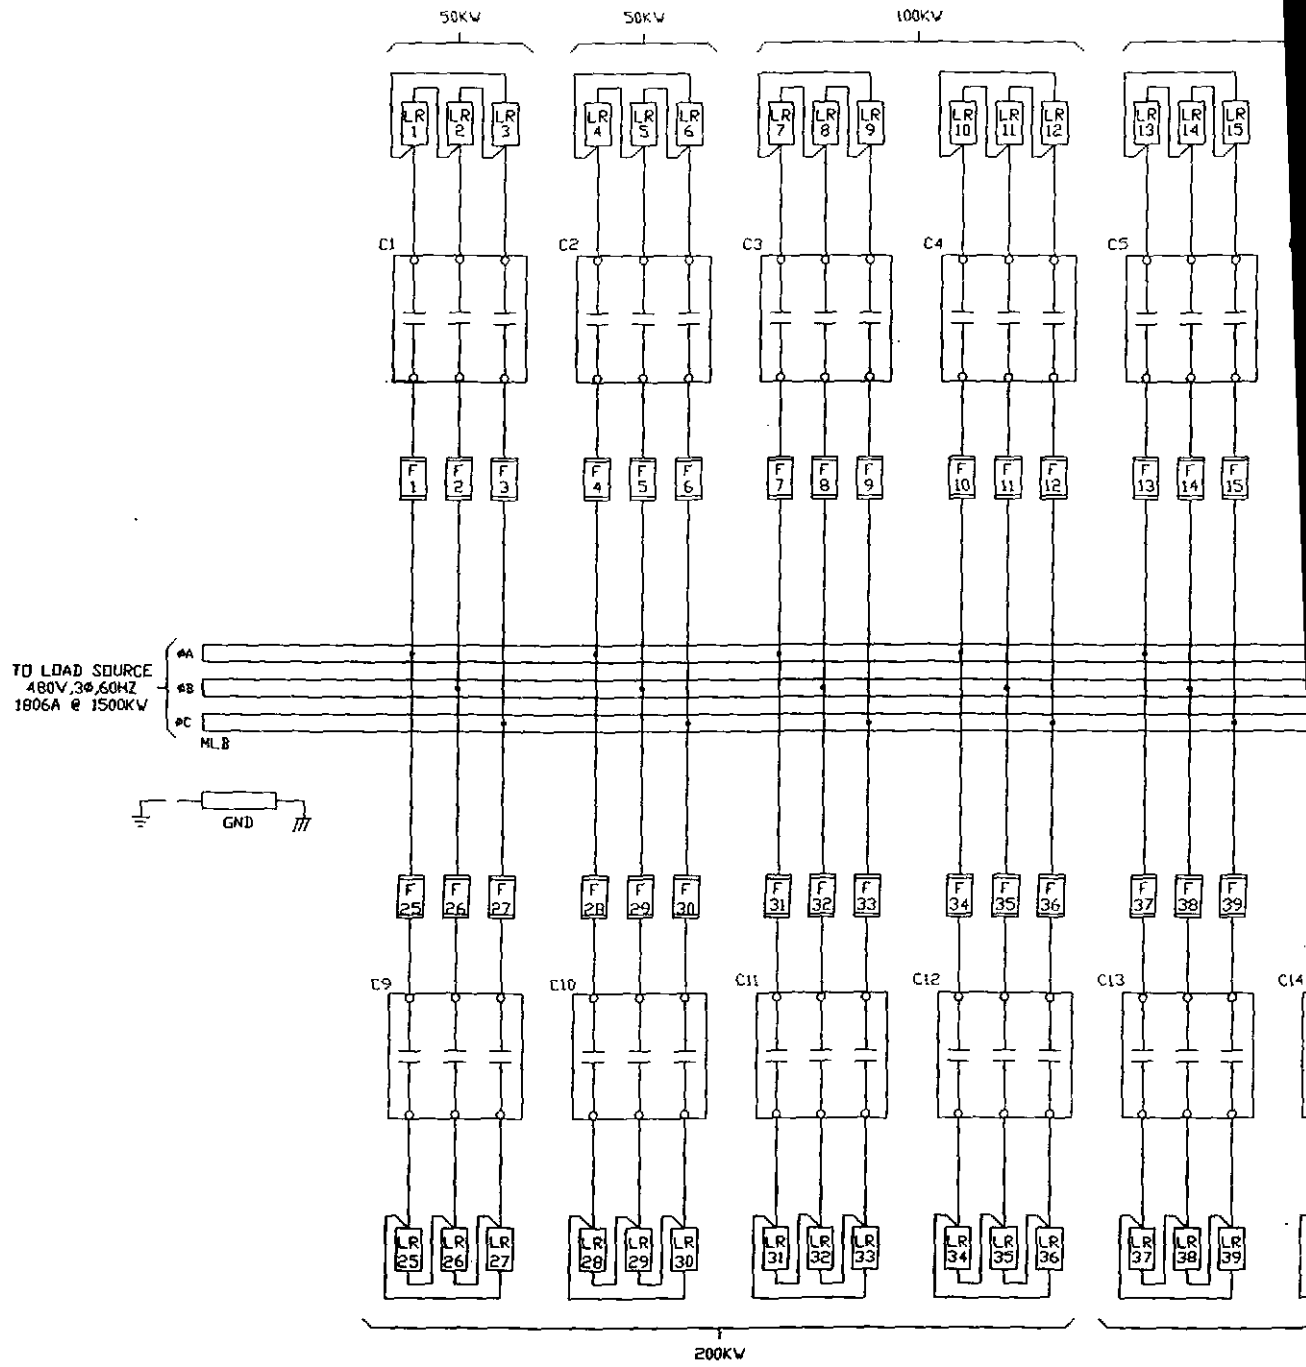 50KW 50KW 100KW
LR 1 LR 2 LR 3 LR 4 LR 5 LR 6 LR 7 LR 8 LR 9 LR 10 LR 11 LR 12 LR 13 LR 14 LR 15
C1 C2 C3 C4 C5
F 1 F 2 F 3 F 4 F 5 F 6 F 7 F 8 F 9 F 10 F 11 F 12 F 13 F 14 F 15
TO LOAD SOURCE
480V,3Ø,60HZ
1806A @ 1500KW
ØA
ØB
ØC
MLB
GND
F 25 F 26 F 27 F 28 F 29 F 30 F 31 F 32 F 33 F 34 F 35 F 36 F 37 F 38 F 39
C9 C10 C11 C12 C13 C14
LR 25 LR 26 LR 27 LR 28 LR 29 LR 30 LR 31 LR 32 LR 33 LR 34 LR 35 LR 36 LR 37 LR 38 LR 39
200KW